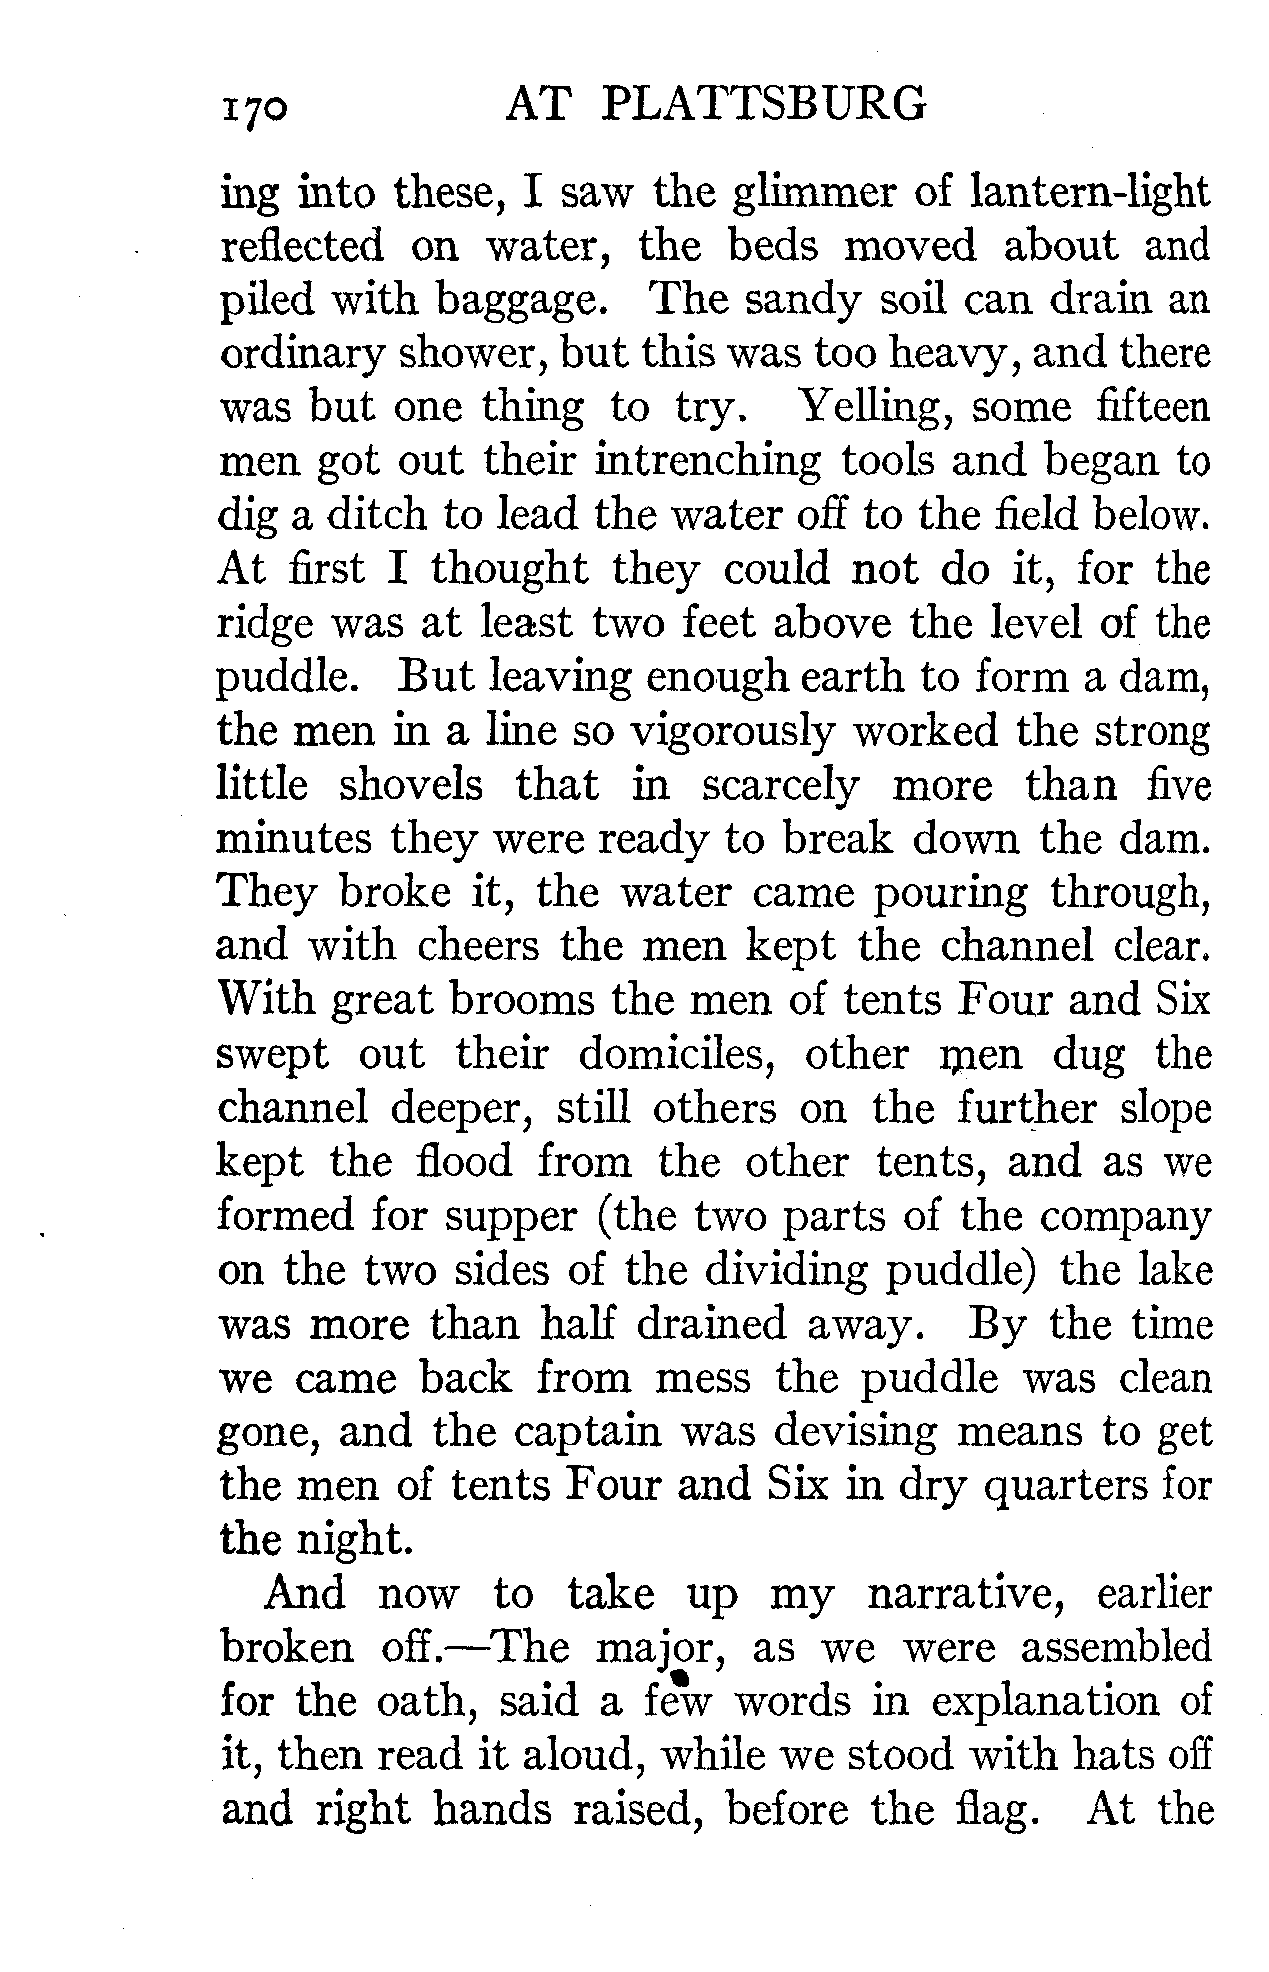 170 AT PLATTSBURG
ing into these, I saw the glimmer of lantern-light
reflected on water, the beds moved about and
piled with baggage. The sandy soil can drain an
ordinary shower, but this was too heavy, and there
was but one thing to try. Yelling, some fifteen
men got out their intrenching tools and began to
dig a ditch to lead the water off to the field below.
At first I thought they could not do it, for the
ridge was at least two feet above the level of the
puddle. But leaving enough earth to form a dam,
the men in a line so vigorously worked the strong
little shovels that in scarcely more than five
minutes they were ready to break down the dam.
They broke it, the water came pouring through,
and with cheers the men kept the channel clear.
With great brooms the men of tents Four and Six
swept out their domiciles, other men dug the
channel deeper, still others on the further slope
kept the flood from the other tents, and as we
formed for supper (the two parts of the company
on the two sides of the dividing puddle) the lake
was more than half drained away. By the time
we came back from mess the puddle was clean
gone, and the captain was devising means to get
the men of tents Four and Six in dry quarters for
the night.
And now to take up my narrative, earlier
broken off.—The major, as we were assembled
for the oath, said a few words in explanation of
it, then read it aloud, while we stood with hats off
and right hands raised, before the flag. At the